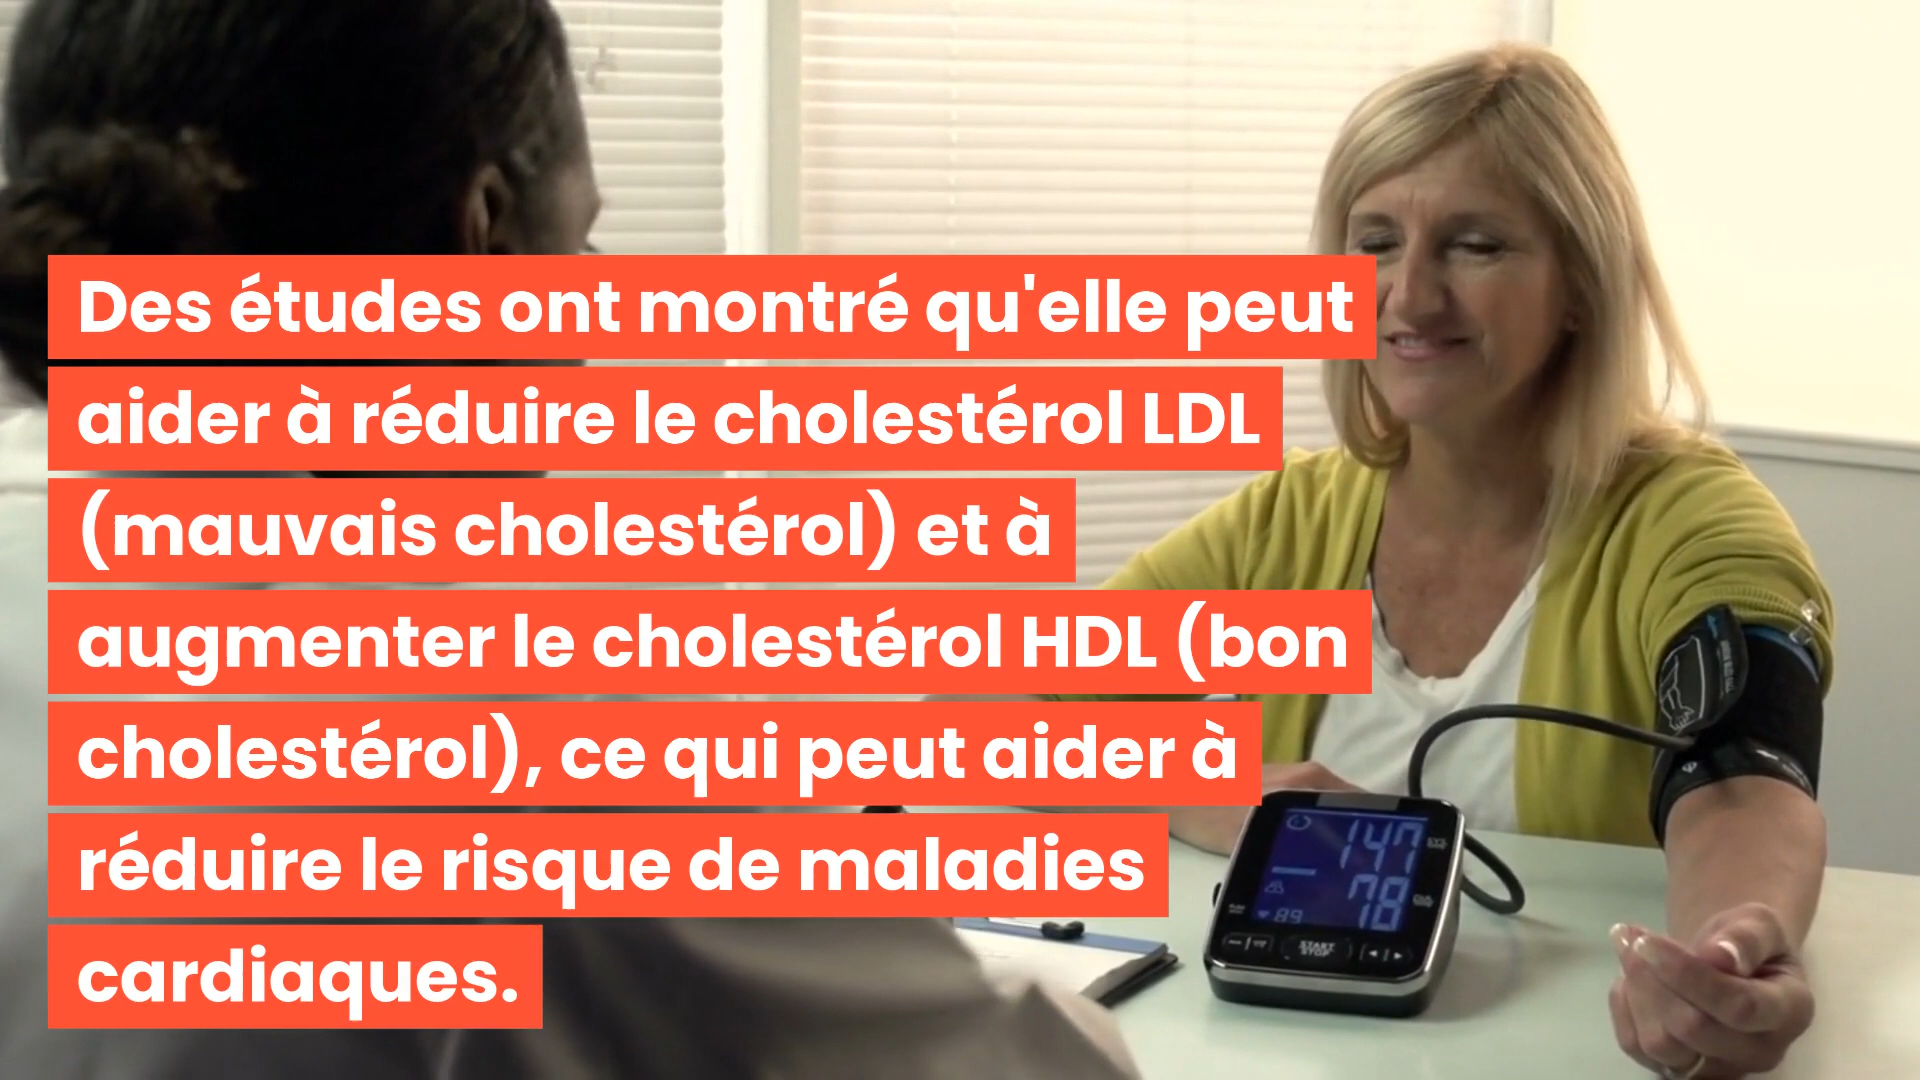 Des études ont montré qu'elle peut
aider à réduire le cholestérol LDL
(mauvais cholestérol) et à
augmenter le cholestérol HDL (bon
cholestérol), ce qui peut aider à
réduire le risque de maladies
cardiaques.
147
78
89
START
STOP